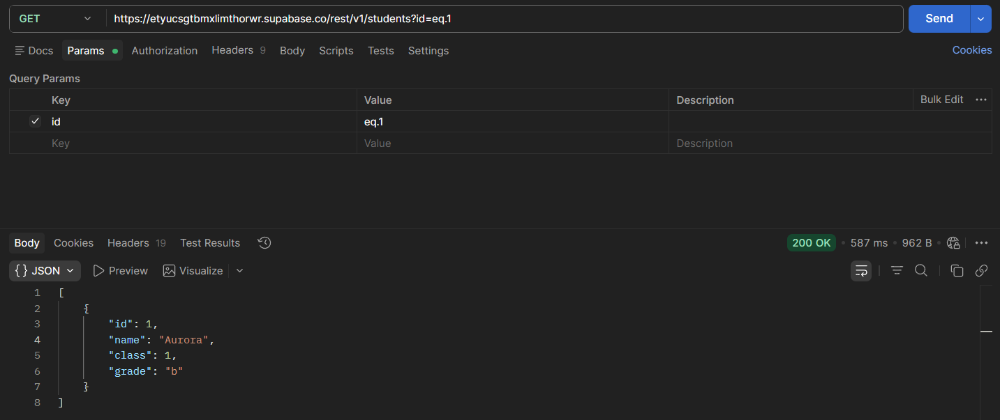 GET https://etyucsgtbmxlimthorwr.supabase.co/rest/v1/students?id=eq.1 Send
Docs Params Authorization Headers 9 Body Scripts Tests Settings Cookies
Query Params
Key Value Description Bulk Edit
id eq.1
Key Value Description
Body Cookies Headers 19 Test Results 200 OK 587 ms 962 B
{} JSON Preview Visualize
1 [
2 {
3 "id": 1,
4 "name": "Aurora",
5 "class": 1,
6 "grade": "b"
7 }
8 ]